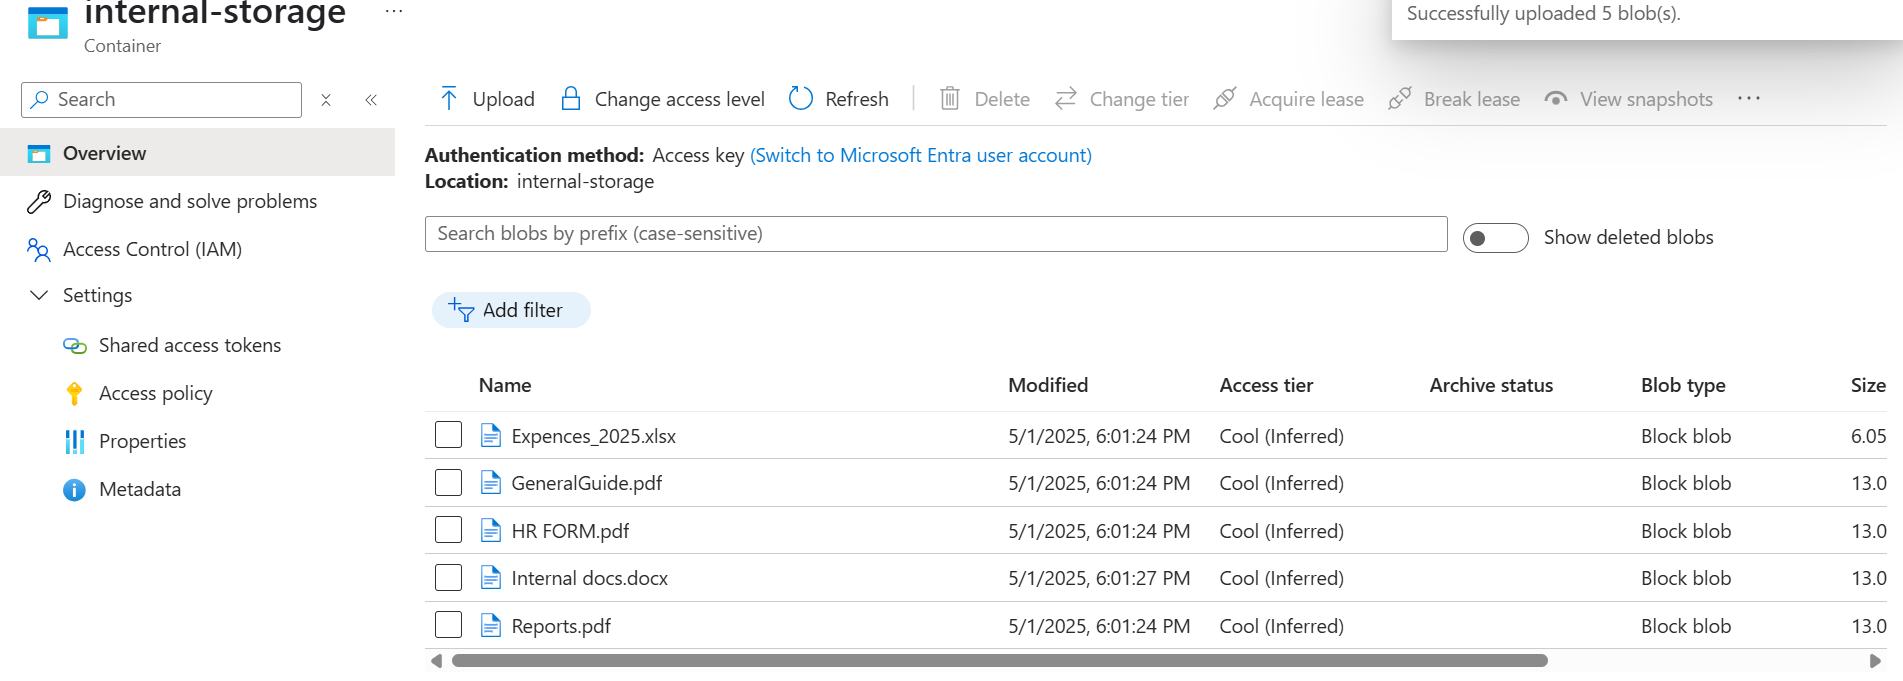 internal-storage ...
Container
Successfully uploaded 5 blob(s).
Search
Upload Change access level Refresh Delete Change tier Acquire lease Break lease View snapshots ...
Overview
Authentication method: Access key (Switch to Microsoft Entra user account)
Location: internal-storage
Diagnose and solve problems
Search blobs by prefix (case-sensitive) Show deleted blobs
Access Control (IAM)
Settings
Add filter
Shared access tokens
Access policy
Properties
Metadata
Name Modified Access tier Archive status Blob type Size
Expences_2025.xlsx 5/1/2025, 6:01:24 PM Cool (Inferred) Block blob 6.05
GeneralGuide.pdf 5/1/2025, 6:01:24 PM Cool (Inferred) Block blob 13.0
HR FORM.pdf 5/1/2025, 6:01:24 PM Cool (Inferred) Block blob 13.0
Internal docs.docx 5/1/2025, 6:01:27 PM Cool (Inferred) Block blob 13.0
Reports.pdf 5/1/2025, 6:01:24 PM Cool (Inferred) Block blob 13.0